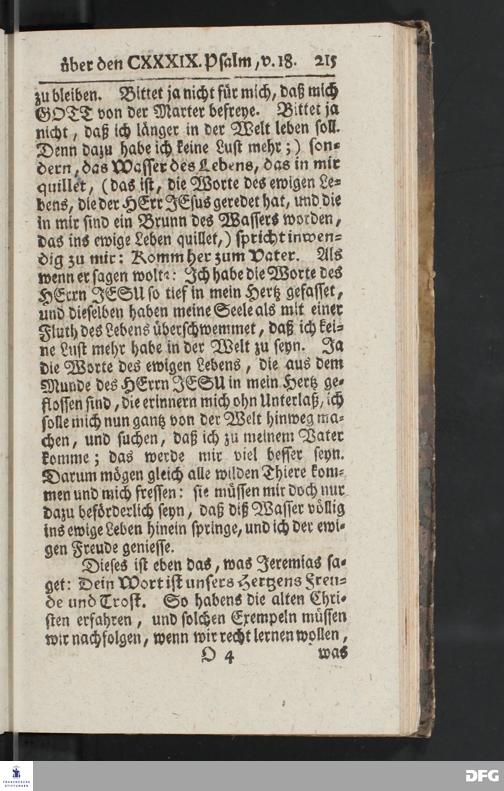 über den CXXXIX. Psalm, v. 18. 215
zu bleiben. Bittet ja nicht für mich, daß mich
GOTT von der Marter befreye. Bittet ja
nicht, daß ich länger in der Welt leben soll.
Denn dazu habe ich keine Lust mehr;) son-
dern, das Wasser des Lebens, das in mir
quillet, (das ist, die Worte des ewigen Le-
bens, die der HErr JEsus geredet hat, und die
in mir sind ein Brunn des Wassers worden,
das ins ewige Leben quillet,) spricht inwen-
dig zu mir: Komm her zum Vater. Als
wenn er sagen wolte: Ich habe die Worte des
HErrn JESU so tief in mein Hertz gefasset,
und dieselben haben meine Seele als mit einer
Fluth des Lebens überschwemmet, daß ich kei-
ne Lust mehr habe in der Welt zu seyn. Ja
die Worte des ewigen Lebens, die aus dem
Munde des HErrn JESU in mein Hertz ge-
flossen sind, die erinnern mich ohn Unterlaß, ich
solle mich nun gantz von der Welt hinweg ma-
chen, und suchen, daß ich zu meinem Vater
komme; das werde mir viel besser seyn.
Darum mögen gleich alle wilden Thiere kom-
men und mich fressen: sie müssen mir doch nur
dazu beförderlich seyn, daß diß Wasser völlig
ins ewige Leben hinein springe, und ich der ewi-
gen Freude geniesse.
Dieses ist eben das, was Jeremias sa-
get: Dein Wort ist unsers Hertzens Freu-
de und Trost. So habens die alten Chri-
sten erfahren, und solchen Exempeln müssen
wir nachfolgen, wenn wir recht lernen wollen,
O 4 was
FRANCKESCHE
STIFTUNGEN
DFG